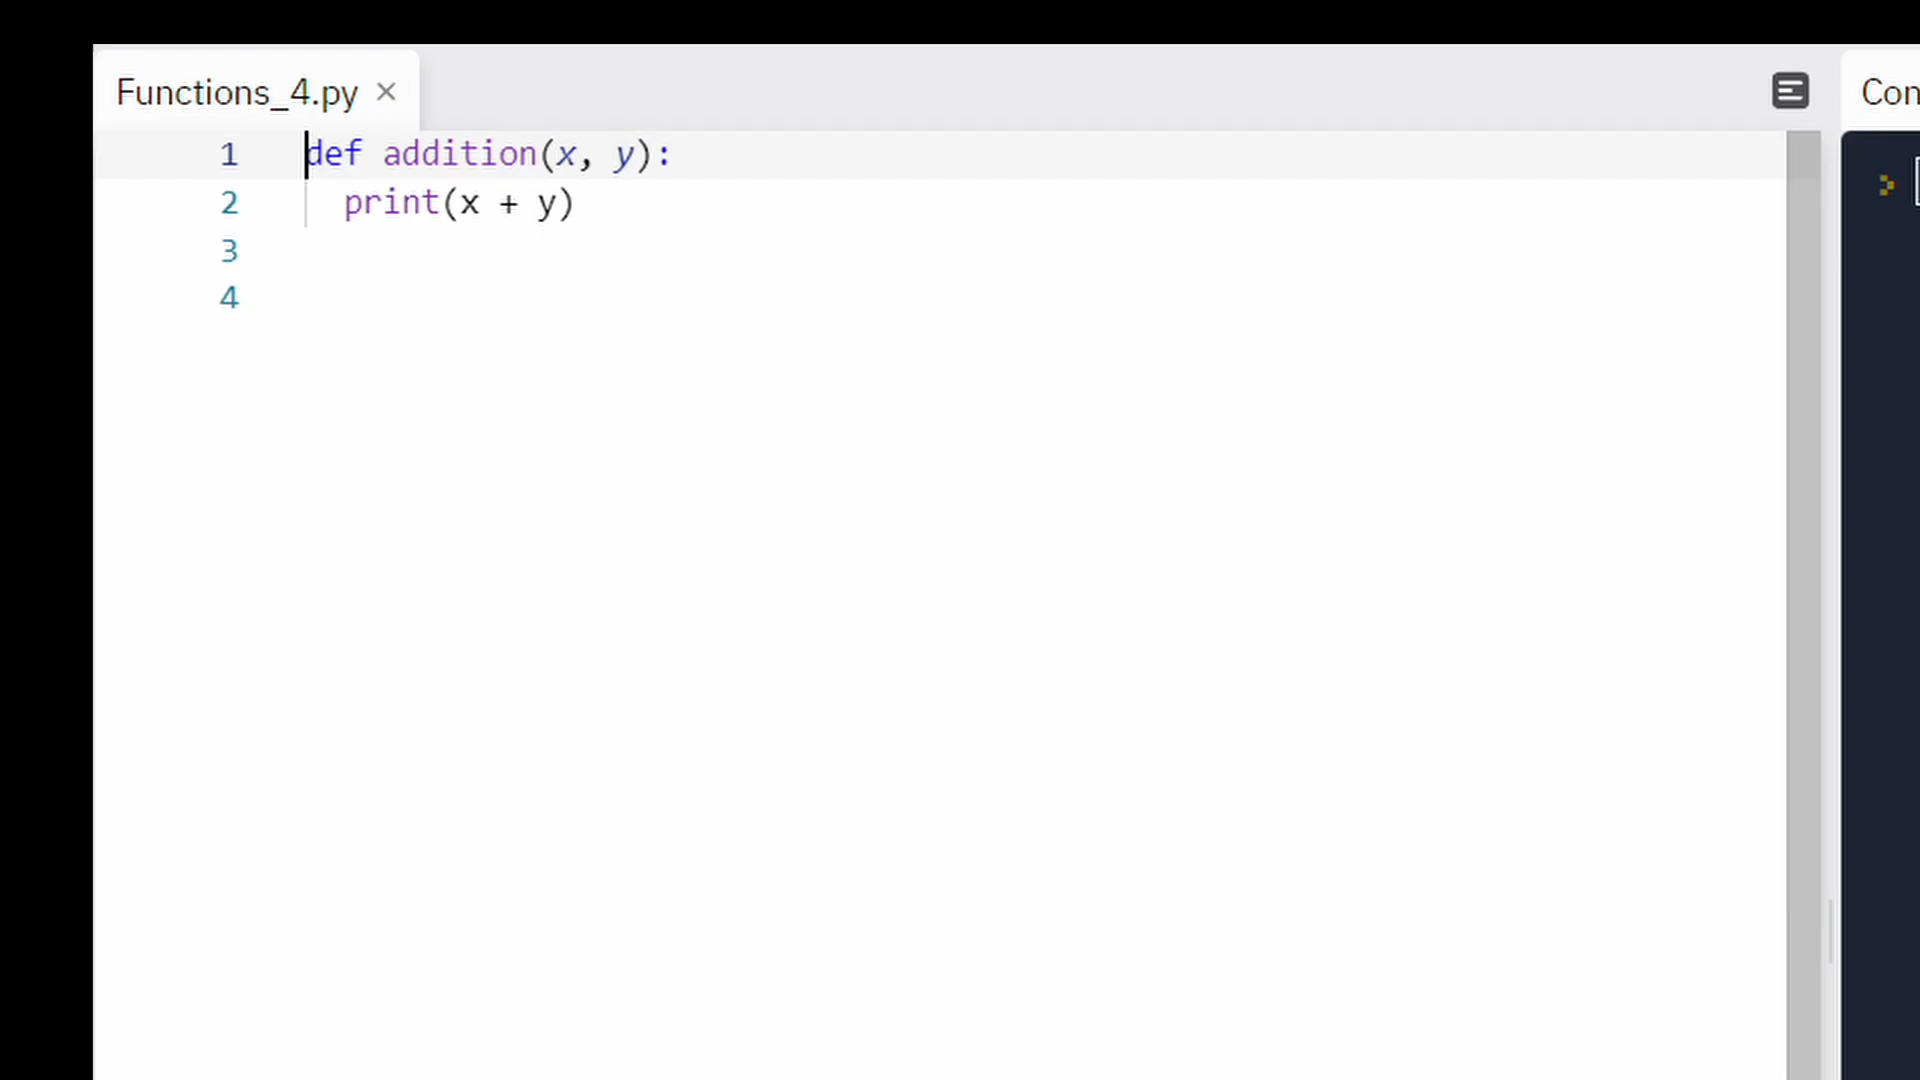 Functions_4.py
Con
1 def addition(x, y):
2   print(x + y)
3
4